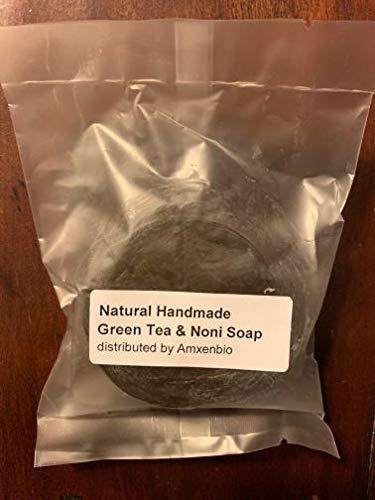 Natural Handmade
Green Tea & Noni Soap
distributed by Amxenbio